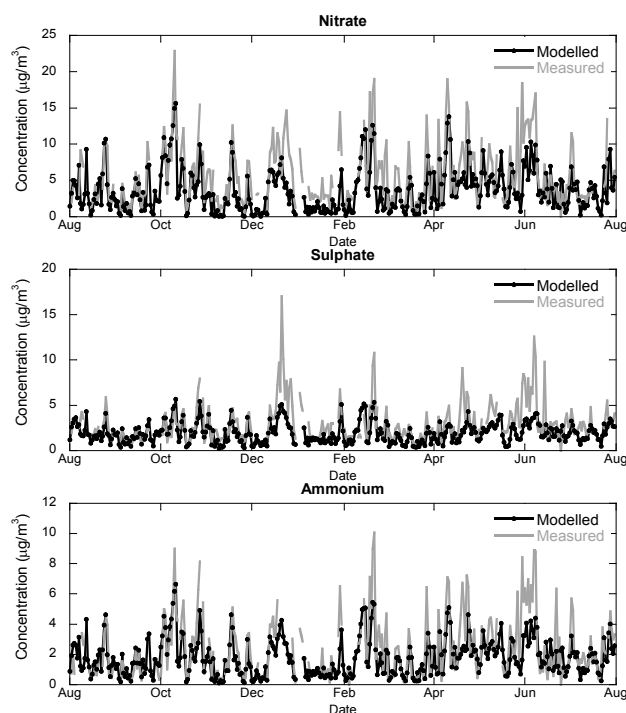 Nitrate
Concentration (µg/m³)
25
20
15
10
5
0
Modelled
Measured
Aug Oct Dec Feb Apr Jun Aug
Date
Sulphate
Concentration (µg/m³)
20
15
10
5
0
Modelled
Measured
Aug Oct Dec Feb Apr Jun Aug
Date
Ammonium
Concentration (µg/m³)
12
10
8
6
4
2
0
Modelled
Measured
Aug Oct Dec Feb Apr Jun Aug
Date